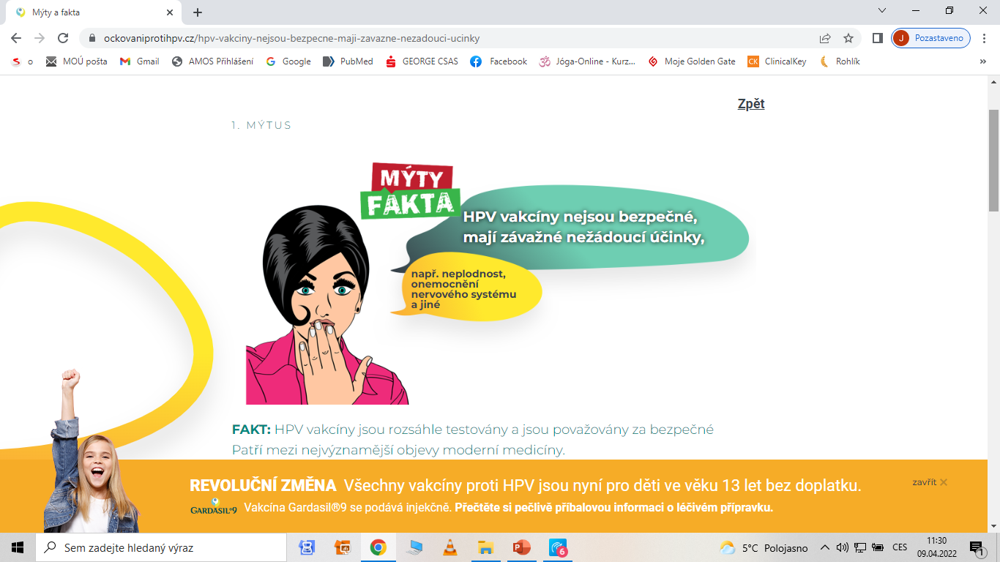 Mýty a fakta
ockovaniprotihpv.cz/hpv-vakciny-nejsou-bezpecne-maji-zavazne-nezadouci-ucinky
J Pozastaveno
S o MOÚ pošta Gmail AMOS Přihlášení G Google PubMed GEORGE CSAS Facebook Jóga-Online - Kurz... Moje Golden Gate CK ClinicalKey Rohlík »
Zpět
1. MÝTUS
MÝTY
FAKTA
HPV vakcíny nejsou bezpečné,
mají závažné nežádoucí účinky,
např. neplodnost,
onemocnění
nervového systému
a jiné
FAKT: HPV vakcíny jsou rozsáhle testovány a jsou považovány za bezpečné
Patří mezi nejvýznamější objevy moderní medicíny.
REVOLUČNÍ ZMĚNA Všechny vakcíny proti HPV jsou nyní pro děti ve věku 13 let bez doplatku.
zavřít ×
GARDASIL®9 Vakcína Gardasil®9 se podává injekčně. Přečtěte si pečlivě příbalovou informaci o léčivém přípravku.
Sem zadejte hledaný výraz
6
5°C Polojasno
CES
11:30
09.04.2022
1